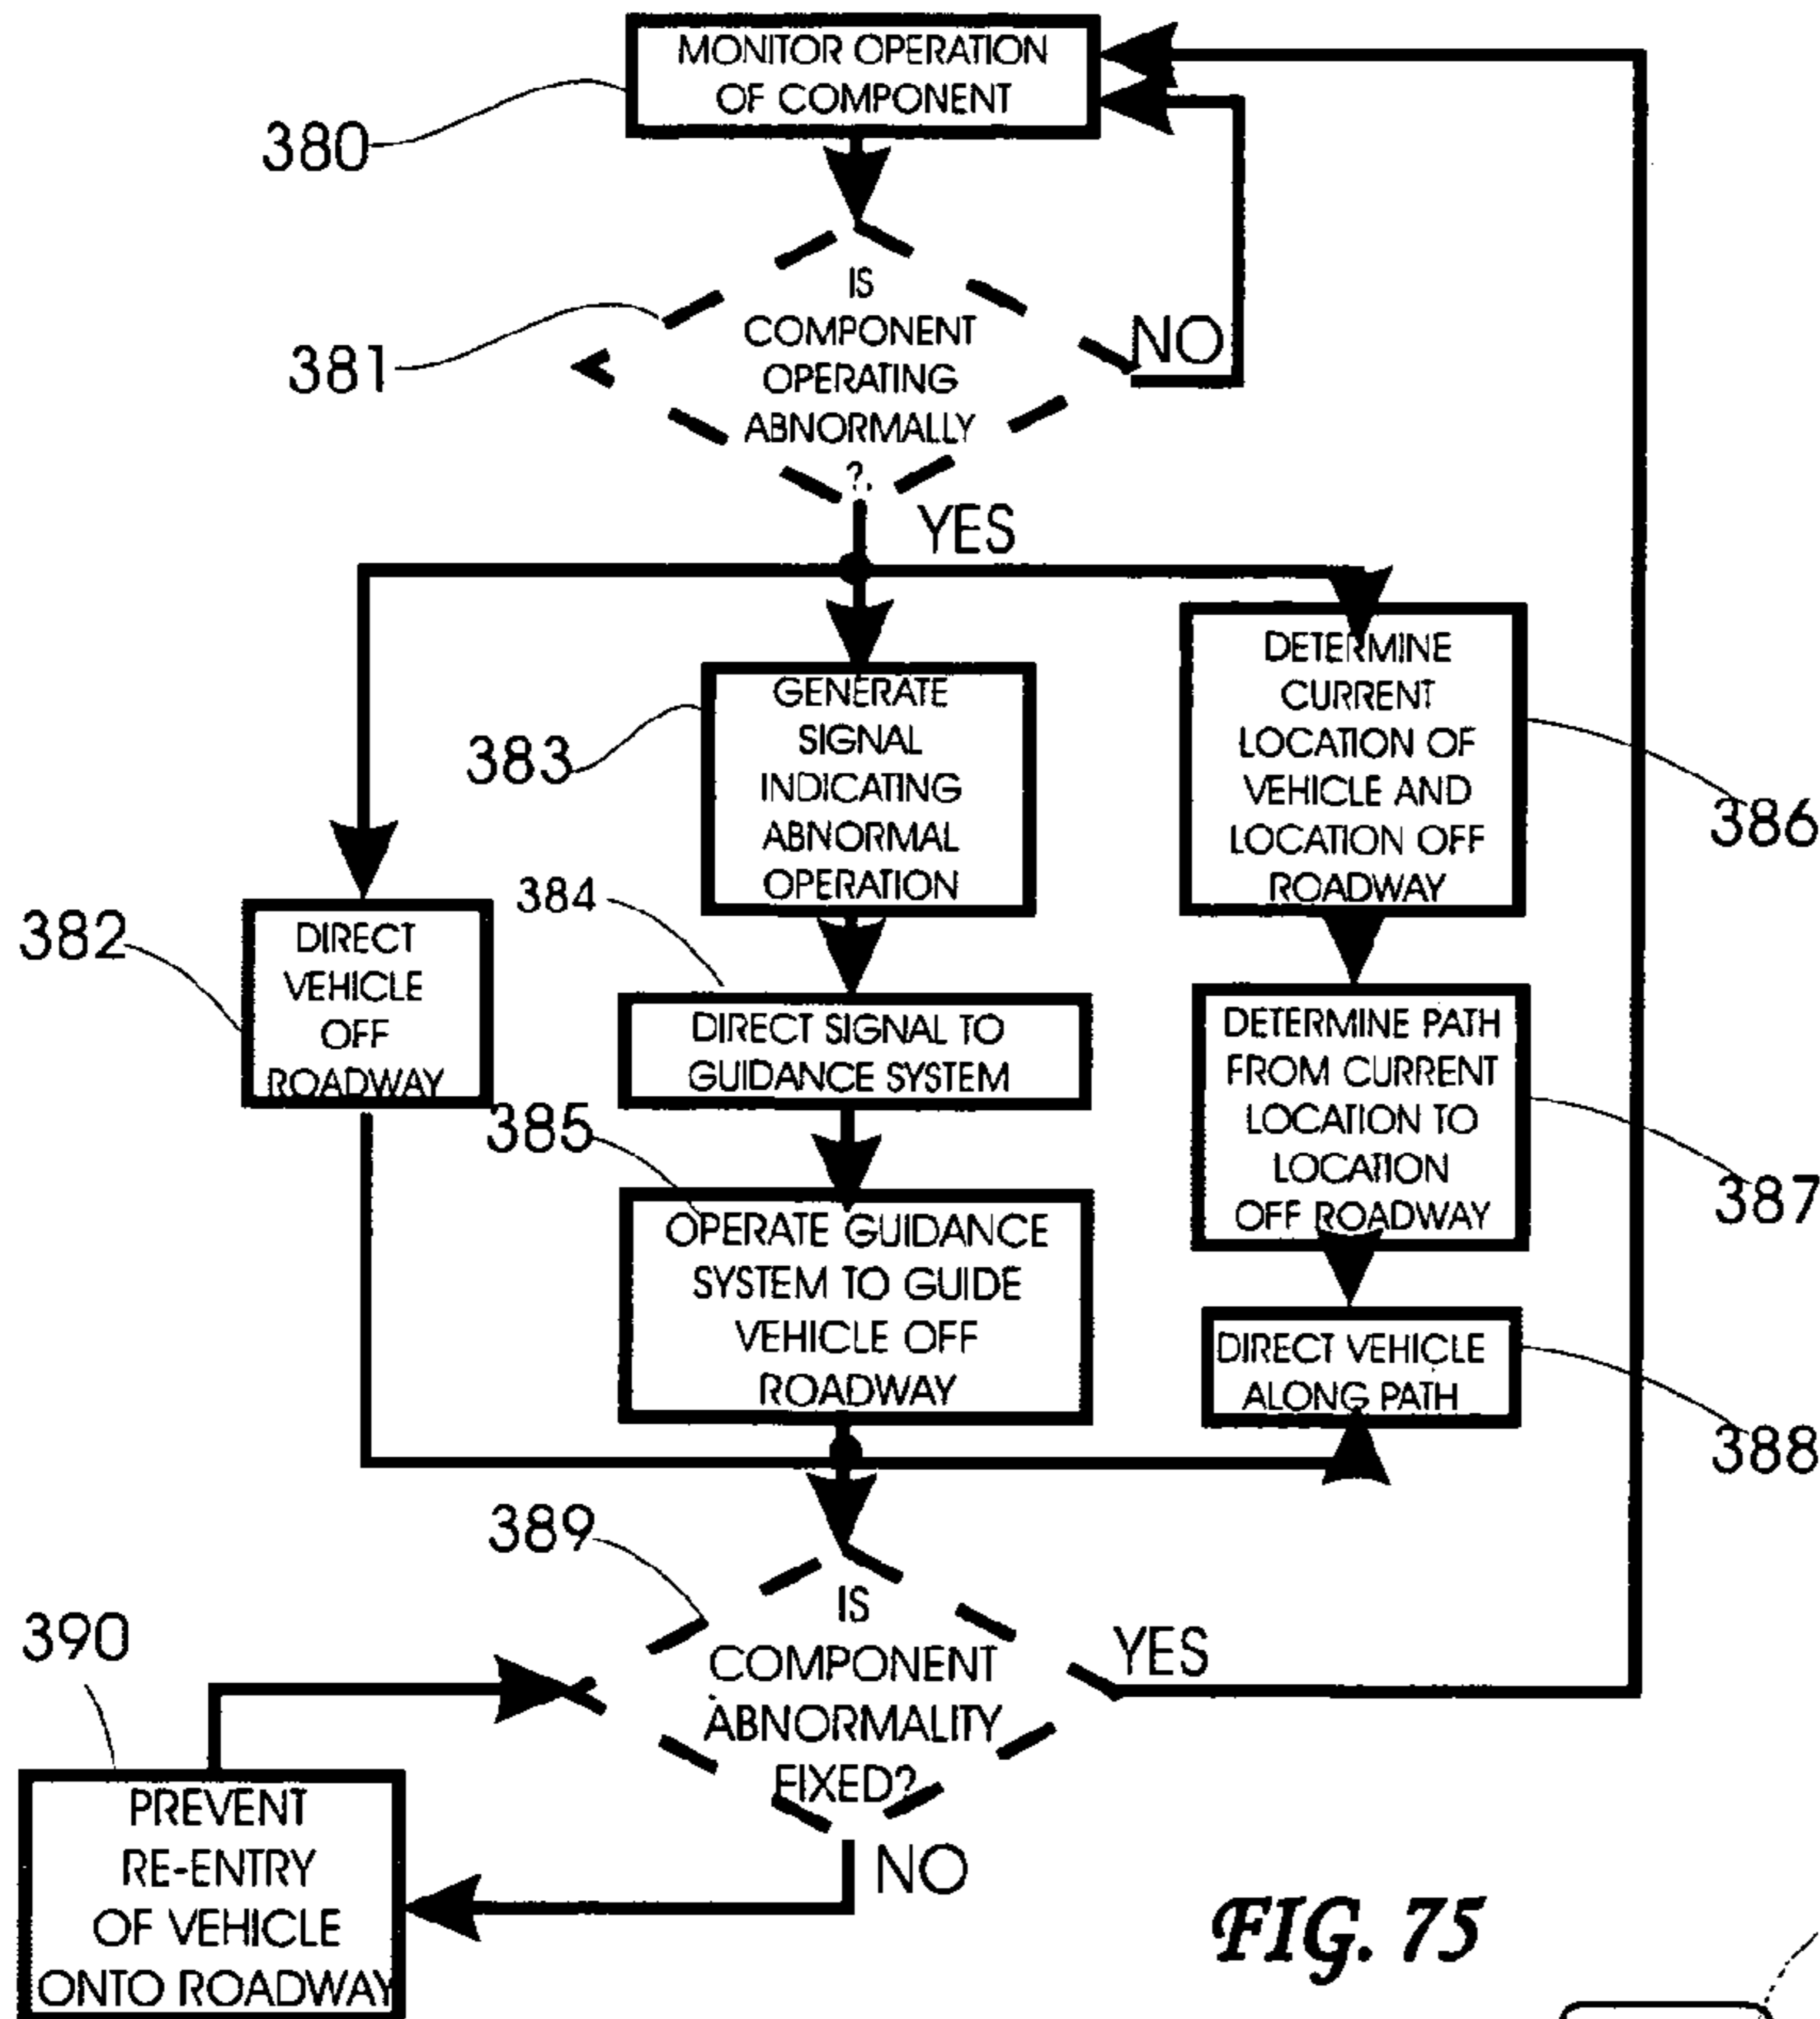 MONITOR OPERATION
OF COMPONENT
380
IS
COMPONENT
OPERATING
ABNORMALLY
?
381
NO
YES
382
DIRECT
VEHICLE
OFF
ROADWAY
383
GENERATE
SIGNAL
INDICATING
ABNORMAL
OPERATION
384
DIRECT SIGNAL TO
GUIDANCE SYSTEM
385
OPERATE GUIDANCE
SYSTEM TO GUIDE
VEHICLE OFF
ROADWAY
DETERMINE
CURRENT
LOCATION OF
VEHICLE AND
LOCATION OFF
ROADWAY
386
DETERMINE PATH
FROM CURRENT
LOCATION TO
LOCATION
OFF ROADWAY
387
DIRECT VEHICLE
ALONG PATH
388
389
IS
COMPONENT
ABNORMALITY
FIXED?
YES
NO
390
PREVENT
RE-ENTRY
OF VEHICLE
ONTO ROADWAY
FIG. 75